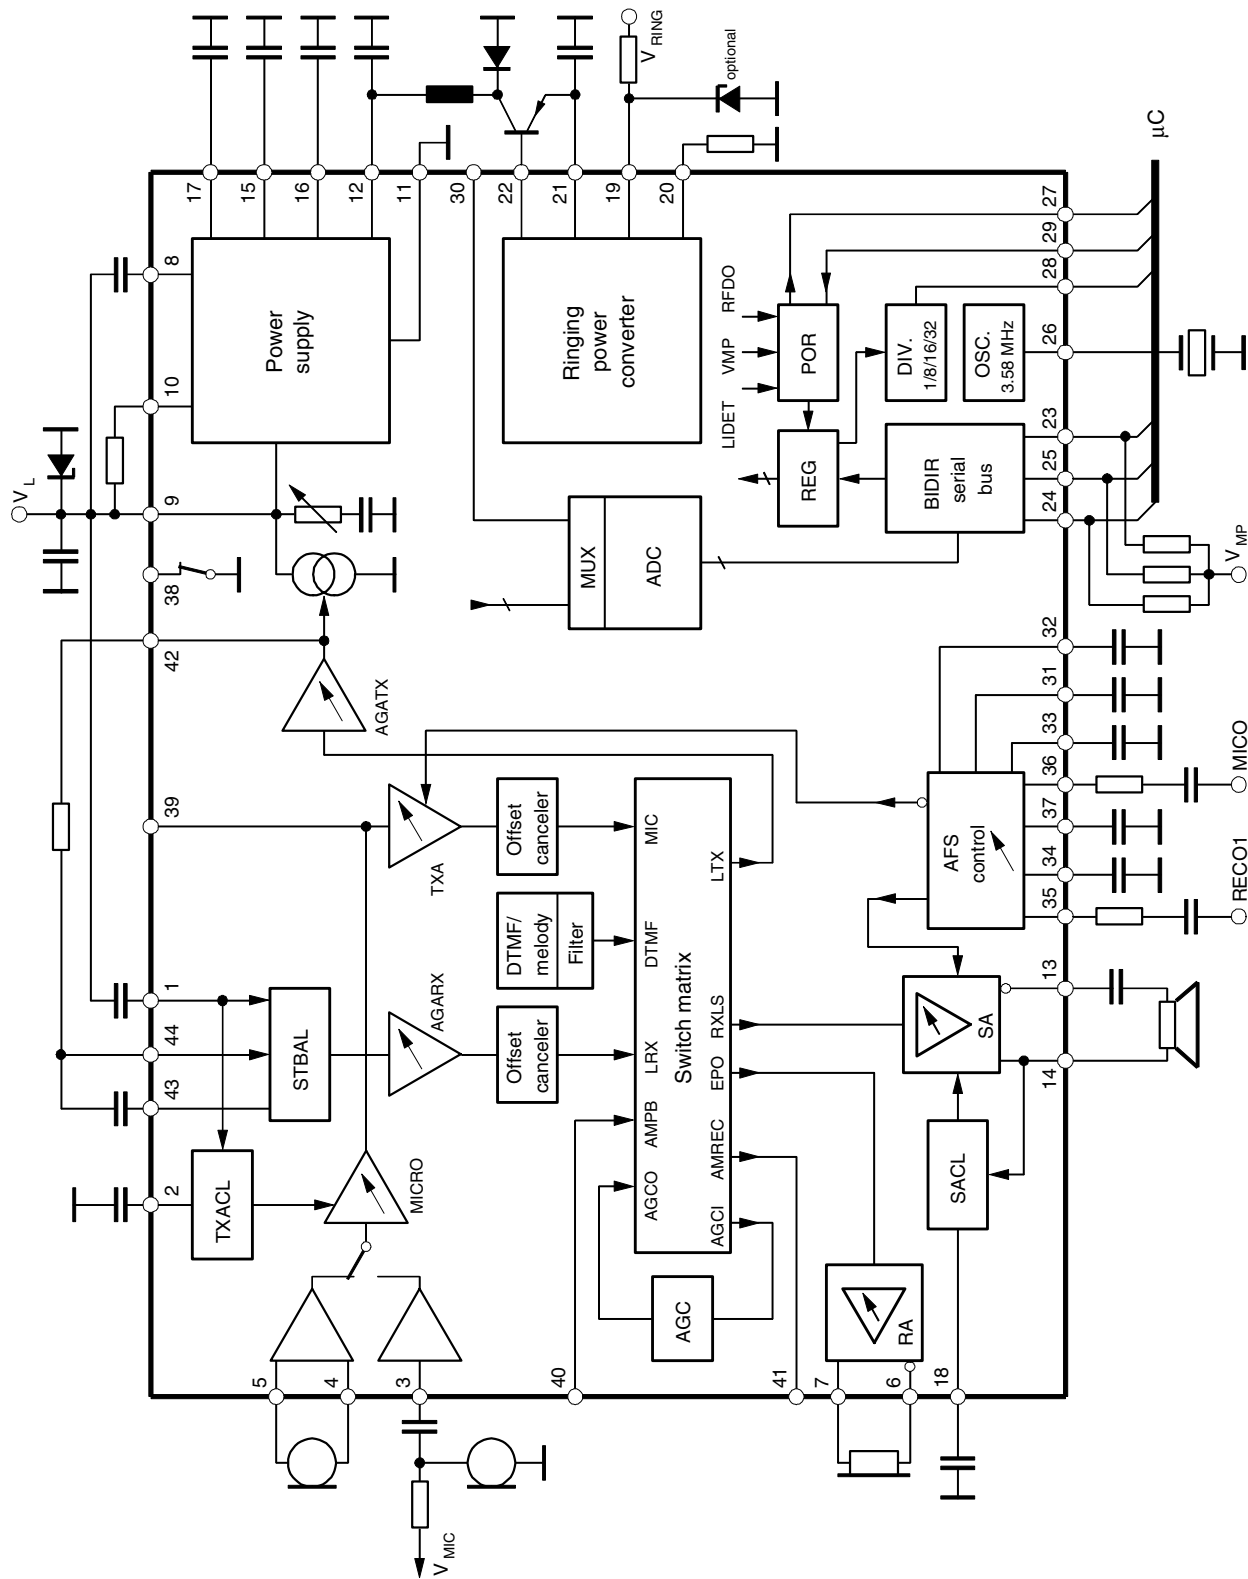 V MIC
5
4
3
40
41
7
6
18
MICRO
TXACL
2
43
44
1
39
42
38
9
10
8
V L
STBAL
AGARX
TXA
AGATX
Offset
canceler
DTMF/
melody
Filter
Offset
canceler
AGC
AGCO
AMPB
LRX
DTMF
MIC
Switch matrix
AGCI
AMREC
EPO
RXLS
LTX
RA
SACL
SA
AFS
control
14
13
35
34
37
36
33
31
32
RECO1
MICO
Power
supply
17
15
16
12
11
30
22
21
19
20
V RING
optional
Ringing
power
converter
MUX
ADC
LIDET
VMP
RFDO
POR
REG
DIV.
1/8/16/32
OSC.
3.58 MHz
BIDIR
serial
bus
24
25
23
26
28
29
27
V MP
µC